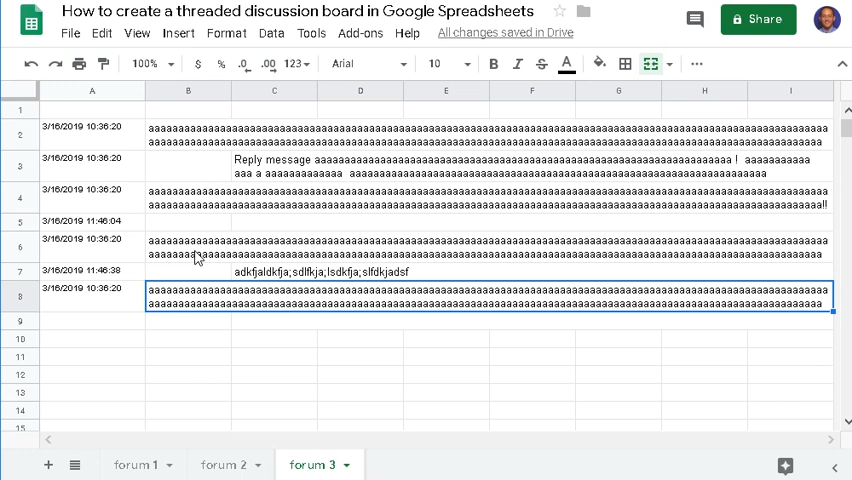 How to create a threaded discussion board in Google Spreadsheets
File Edit View Insert Format Data Tools Add-ons Help All changes saved in Drive
Share
100% $ % .0 .00 123 Arial 10 B I S A
A B C D E F G H I
1
2 3/16/2019 10:36:20
3 3/16/2019 10:36:20 Reply message
4 3/16/2019 10:36:20
5 3/16/2019 11:46:04
6 3/16/2019 10:36:20
7 3/16/2019 11:46:38 adkfjaldkfja;sdlfkja;lsdkfja;slfdkjadsf
8 3/16/2019 10:36:20
9
10
11
12
13
14
15
forum 1 forum 2 forum 3